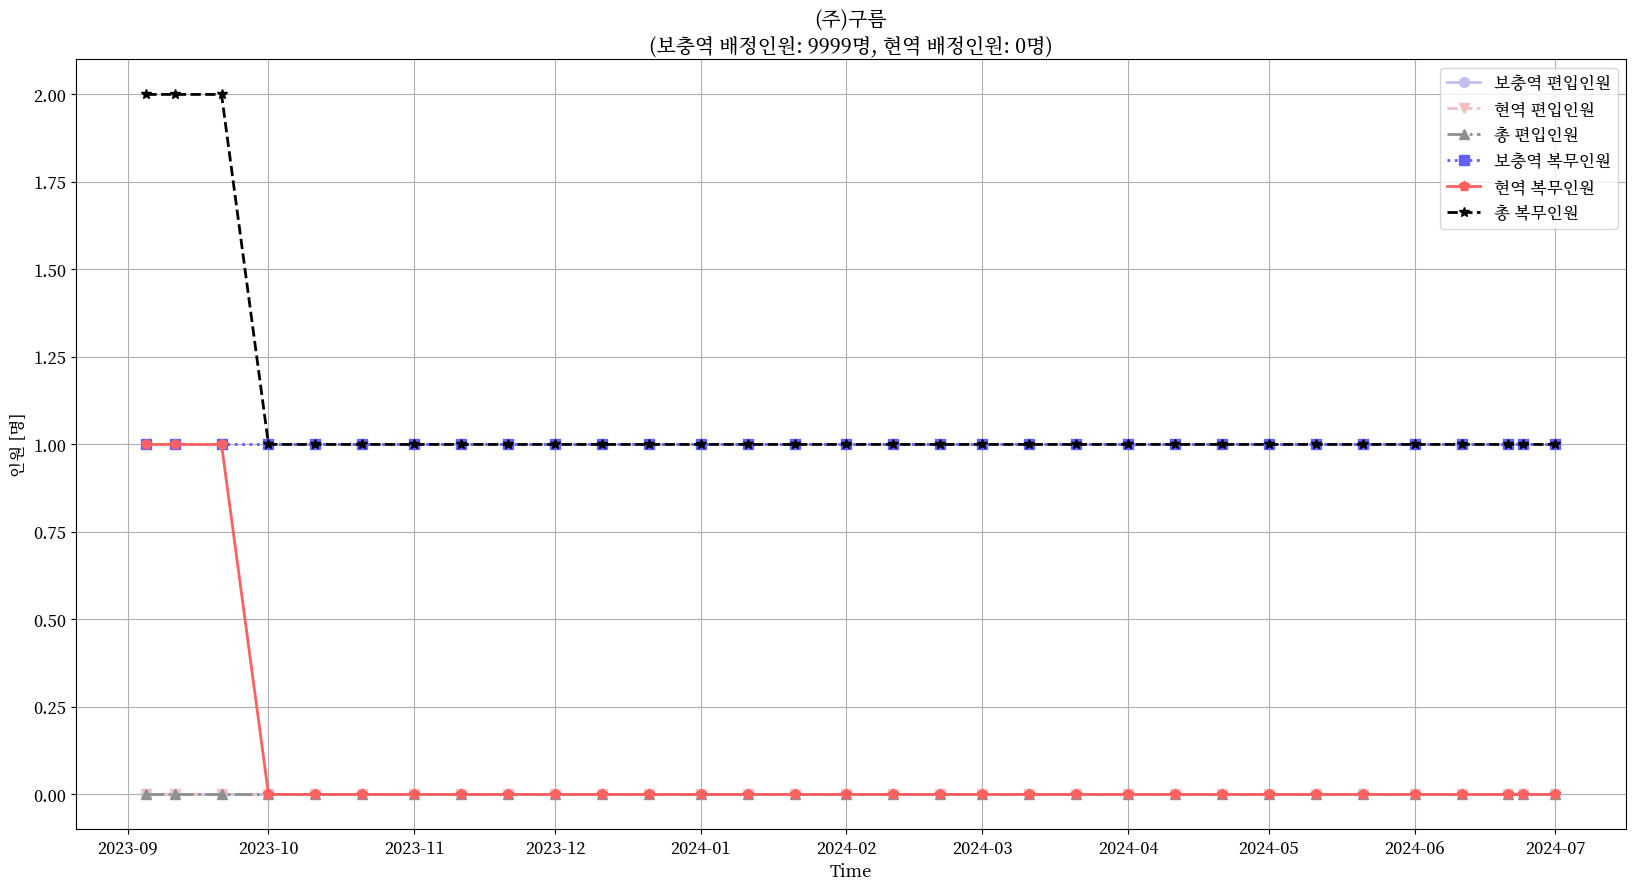 (주)구름
(보충역 배정인원: 9999명, 현역 배정인원: 0명)
보충역 편입인원
현역 편입인원
총 편입인원
보충역 복무인원
현역 복무인원
총 복무인원
인원 [명]
2.00
1.75
1.50
1.25
1.00
0.75
0.50
0.25
0.00
2023-09 2023-10 2023-11 2023-12 2024-01 2024-02 2024-03 2024-04 2024-05 2024-06 2024-07
Time